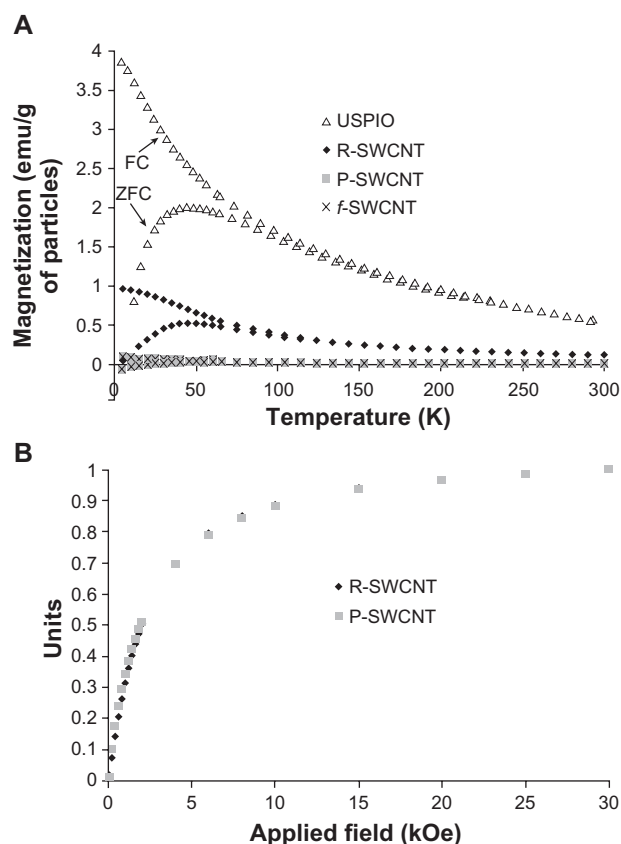 A
Magnetization (emu/g
of particles)
4
3.5
3
2.5
2
1.5
1
0.5
0
FC
ZFC
USPIO
R-SWCNT
P-SWCNT
f-SWCNT
0 50 100 150 200 250 300
Temperature (K)
B
Units
1
0.9
0.8
0.7
0.6
0.5
0.4
0.3
0.2
0.1
0
R-SWCNT
P-SWCNT
0 5 10 15 20 25 30
Applied field (kOe)